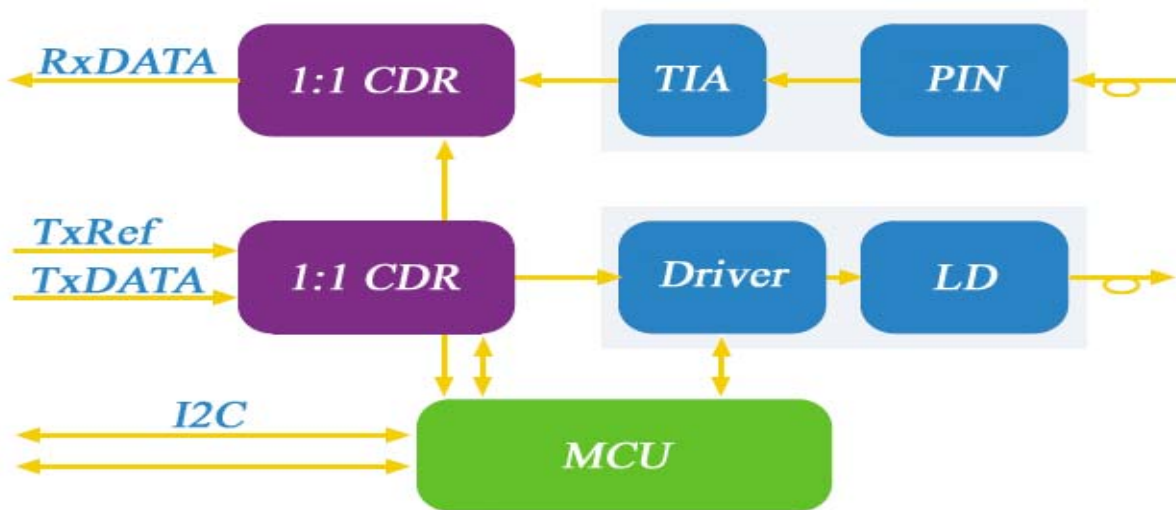 RxDATA
1:1 CDR
TIA
PIN
TxRef
TxDATA
1:1 CDR
Driver
LD
I2C
MCU